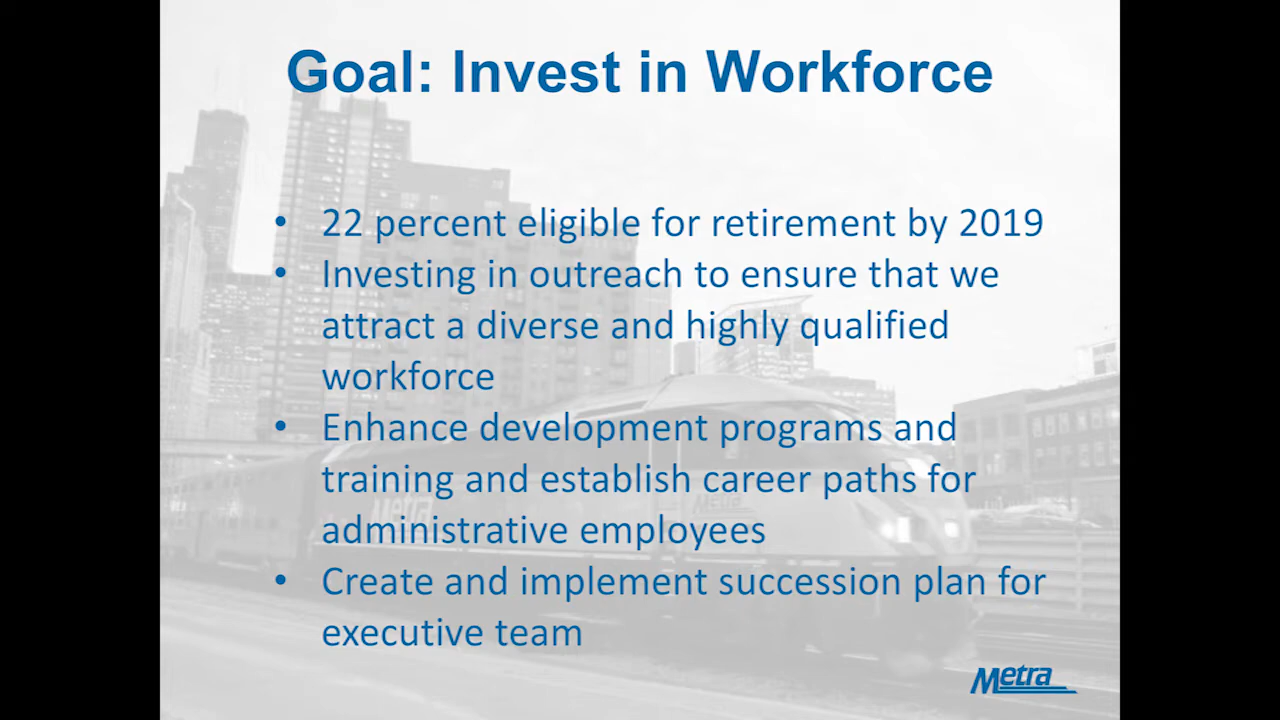 Goal: Invest in Workforce
• 22 percent eligible for retirement by 2019
• Investing in outreach to ensure that we
attract a diverse and highly qualified
workforce
• Enhance development programs and
training and establish career paths for
administrative employees
• Create and implement succession plan for
executive team
Metra
Metra
Metra